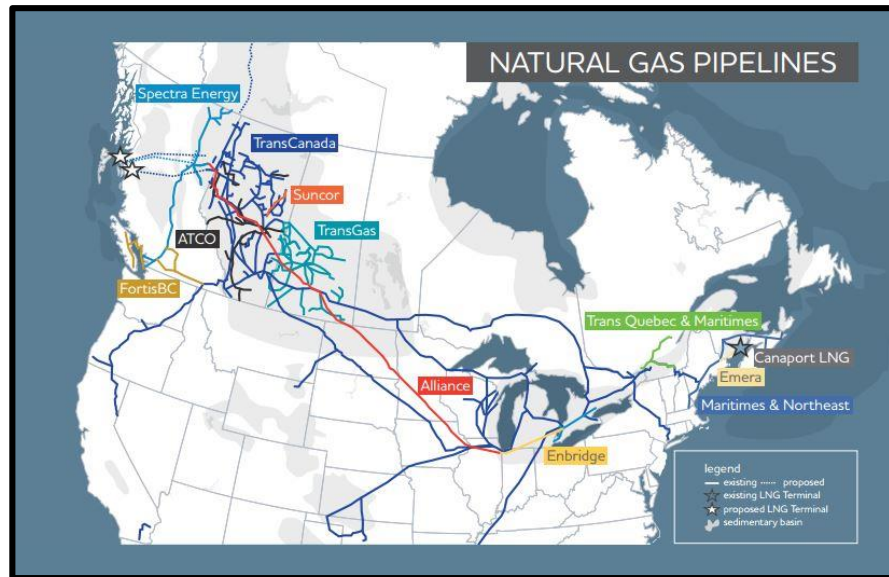 NATURAL GAS PIPELINES
Spectra Energy
TransCanada
Suncor
TransGas
ATCO
FortisBC
Trans Quebec & Maritimes
Canaport LNG
Emera
Alliance
Maritimes & Northeast
Enbridge
legend
existing proposed
existing LNG Terminal
proposed LNG Terminal
sedimentary basin